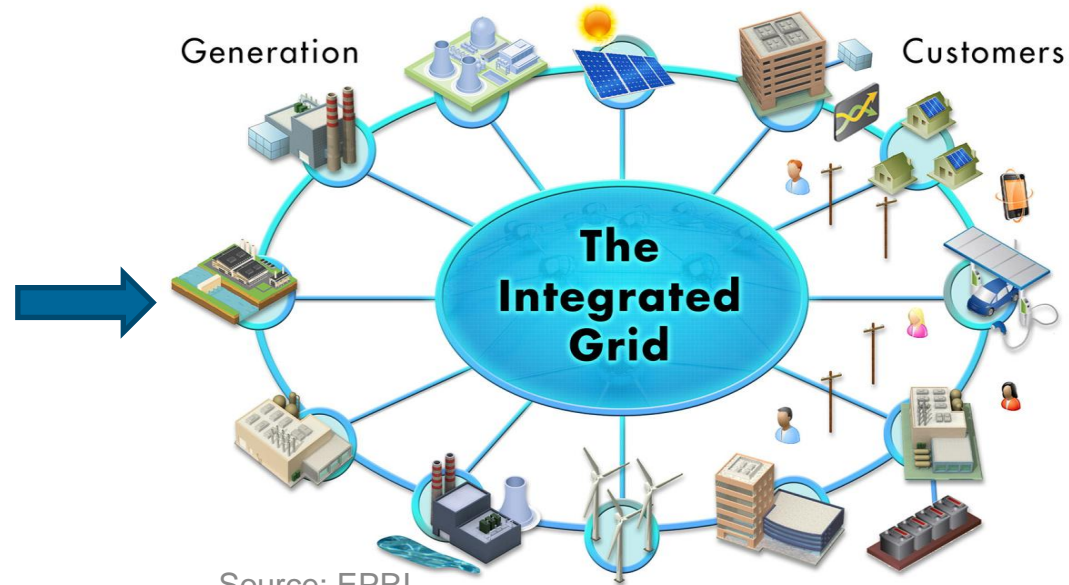 Generation
Customers
The
Integrated
Grid
Source: EPRI